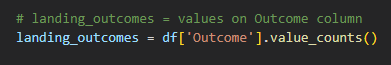 # landing_outcomes = values on Outcome column
landing_outcomes = df['Outcome'].value_counts()